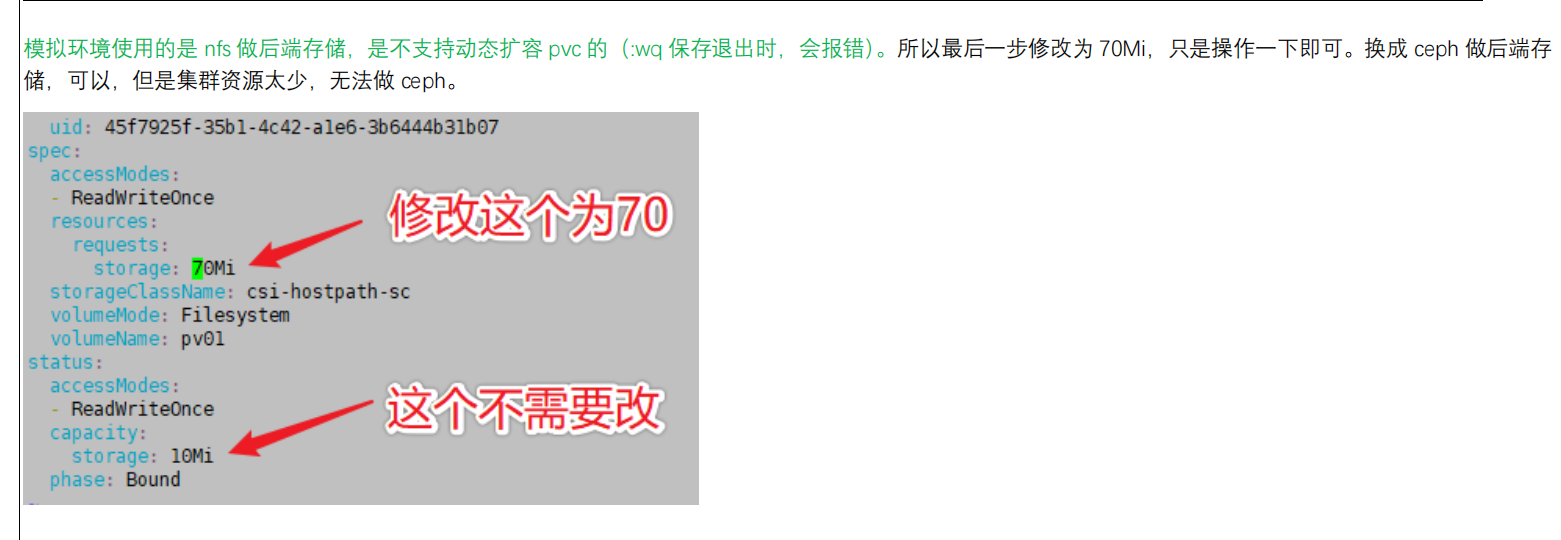 模拟环境使用的是 nfs 做后端存储，是不支持动态扩容 pvc 的（:wq 保存退出时，会报错）。所以最后一步修改为 70Mi，只是操作一下即可。换成 ceph 做后端存
储，可以，但是集群资源太少，无法做 ceph。
uid: 45f7925f-35b1-4c42-a1e6-3b6444b31b07
spec:
accessModes:
- ReadWriteOnce
修改这个为70
resources:
requests:
storage: 70Mi
storageClassName: csi-hostpath-sc
volumeMode: Filesystem
volumeName: pv01
status:
accessModes:
- ReadWriteOnce
这个不需要改
capacity:
storage: 10Mi
phase: Bound